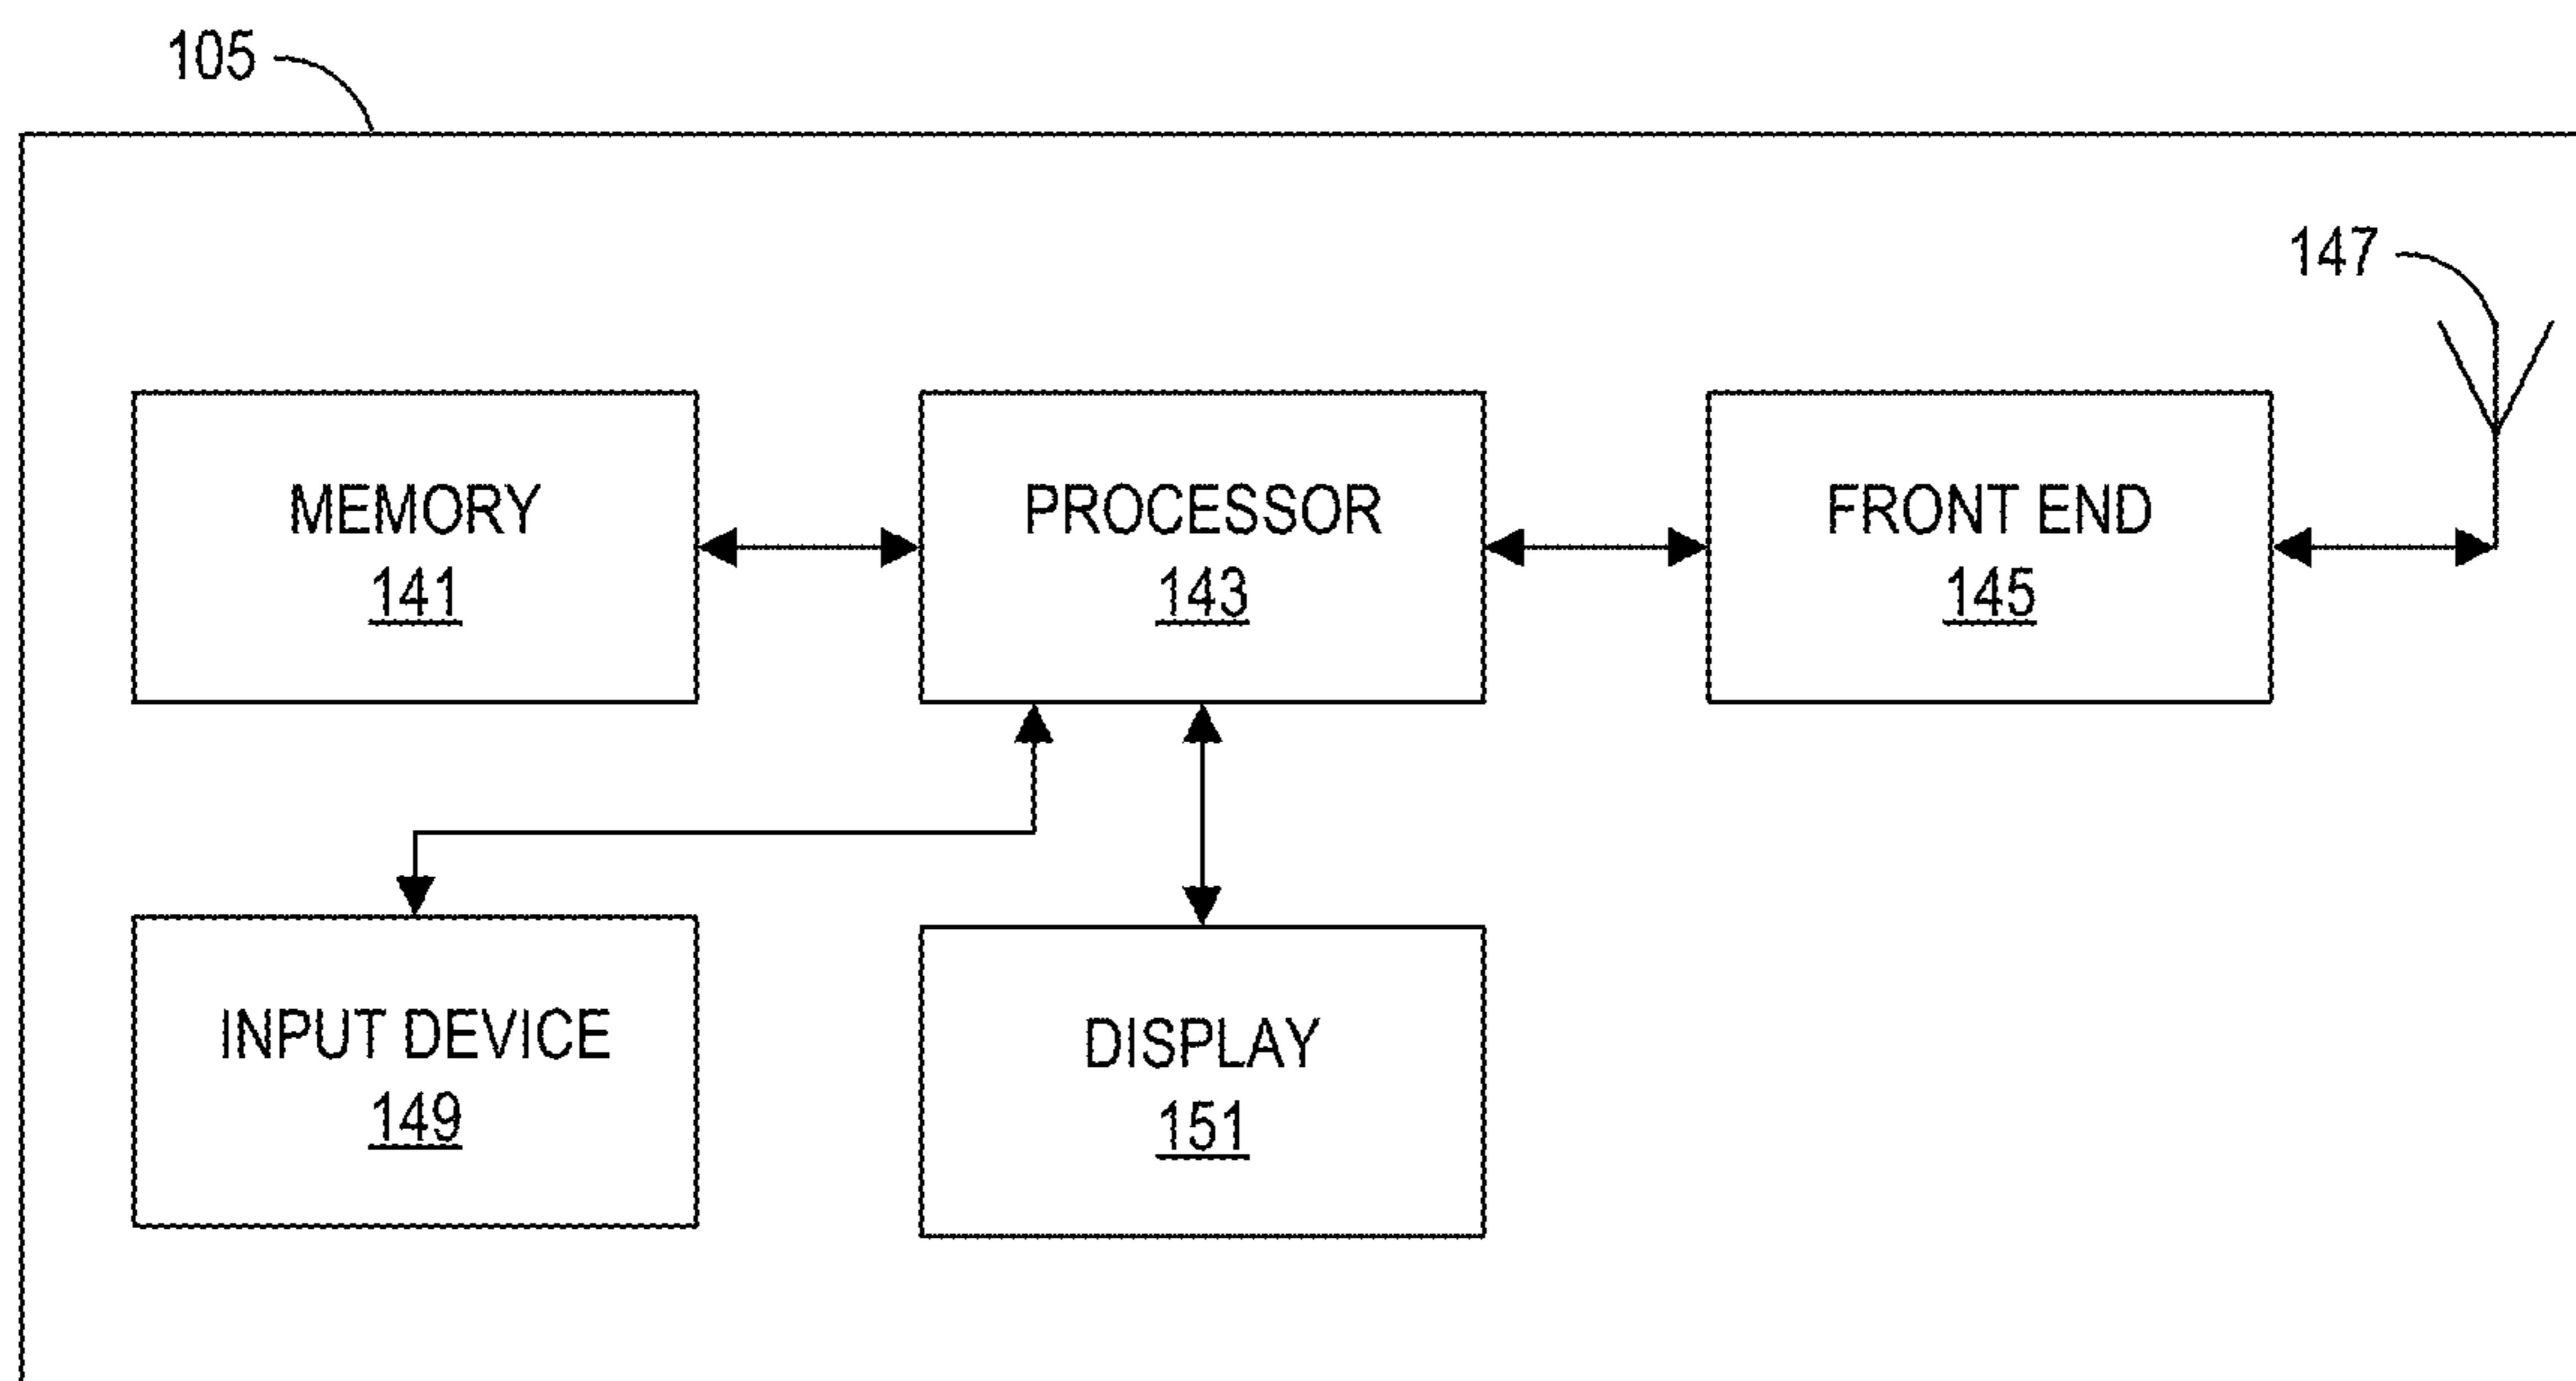 105
147
MEMORY
141
PROCESSOR
143
FRONT END
145
INPUT DEVICE
149
DISPLAY
151